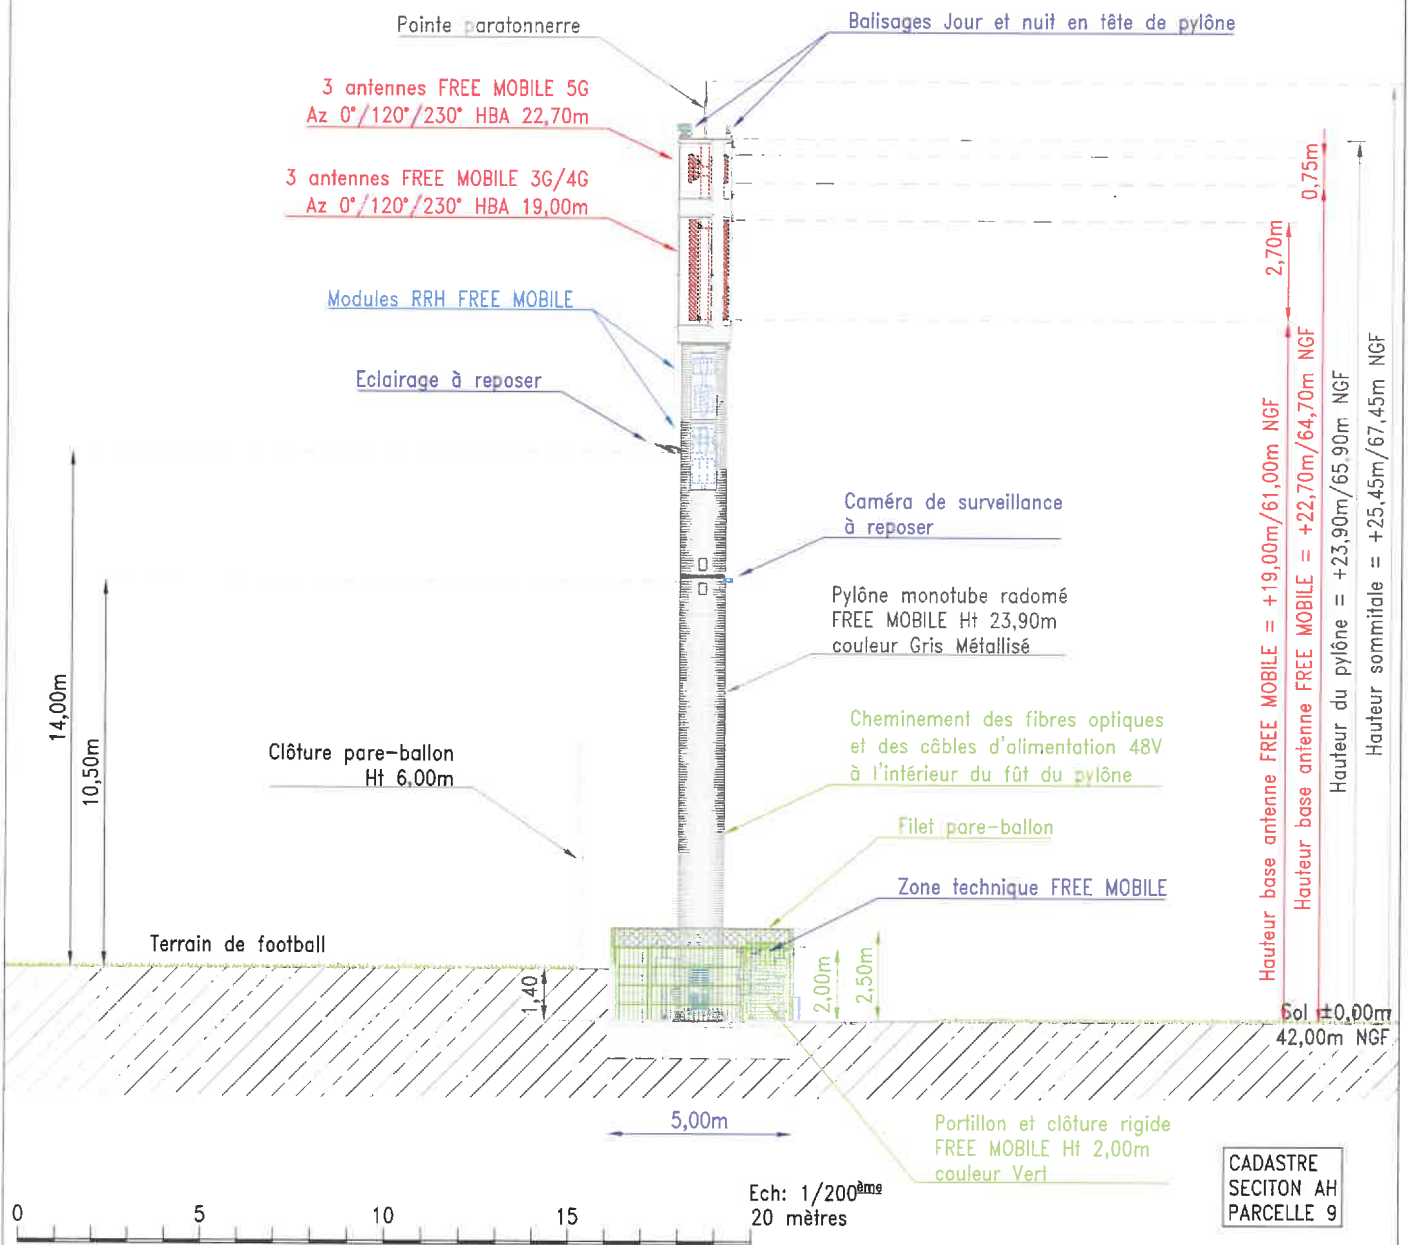 Pointe paratonnerre
Balisages Jour et nuit en tête de pylône
3 antennes FREE MOBILE 5G
Az 0°/120°/230° HBA 22,70m
3 antennes FREE MOBILE 3G/4G
Az 0°/120°/230° HBA 19,00m
Modules RRH FREE MOBILE
Eclairage à reposer
Caméra de surveillance
à reposer
Pylône monotube radomé
FREE MOBILE Ht 23,90m
couleur Gris Métallisé
Cheminement des fibres optiques
et des câbles d'alimentation 48V
à l'intérieur du fût du pylône
Clôture pare-ballon
Ht 6,00m
Filet pare-ballon
Zone technique FREE MOBILE
Terrain de football
14,00m
10,50m
1,40
2,00m
2,50m
0,75m
2,70m
Hauteur base antenne FREE MOBILE = +19,00m/61,00m NGF
Hauteur base antenne FREE MOBILE = +22,70m/64,70m NGF
Hauteur du pylône = +23,90m/65,90m NGF
Hauteur sommitale = +25,45m/67,45m NGF
Sol ±0,00m
42,00m NGF
5,00m
Portillon et clôture rigide
FREE MOBILE Ht 2,00m
couleur Vert
CADASTRE
SECITON AH
PARCELLE 9
Ech: 1/200ème
0 5 10 15 20 mètres